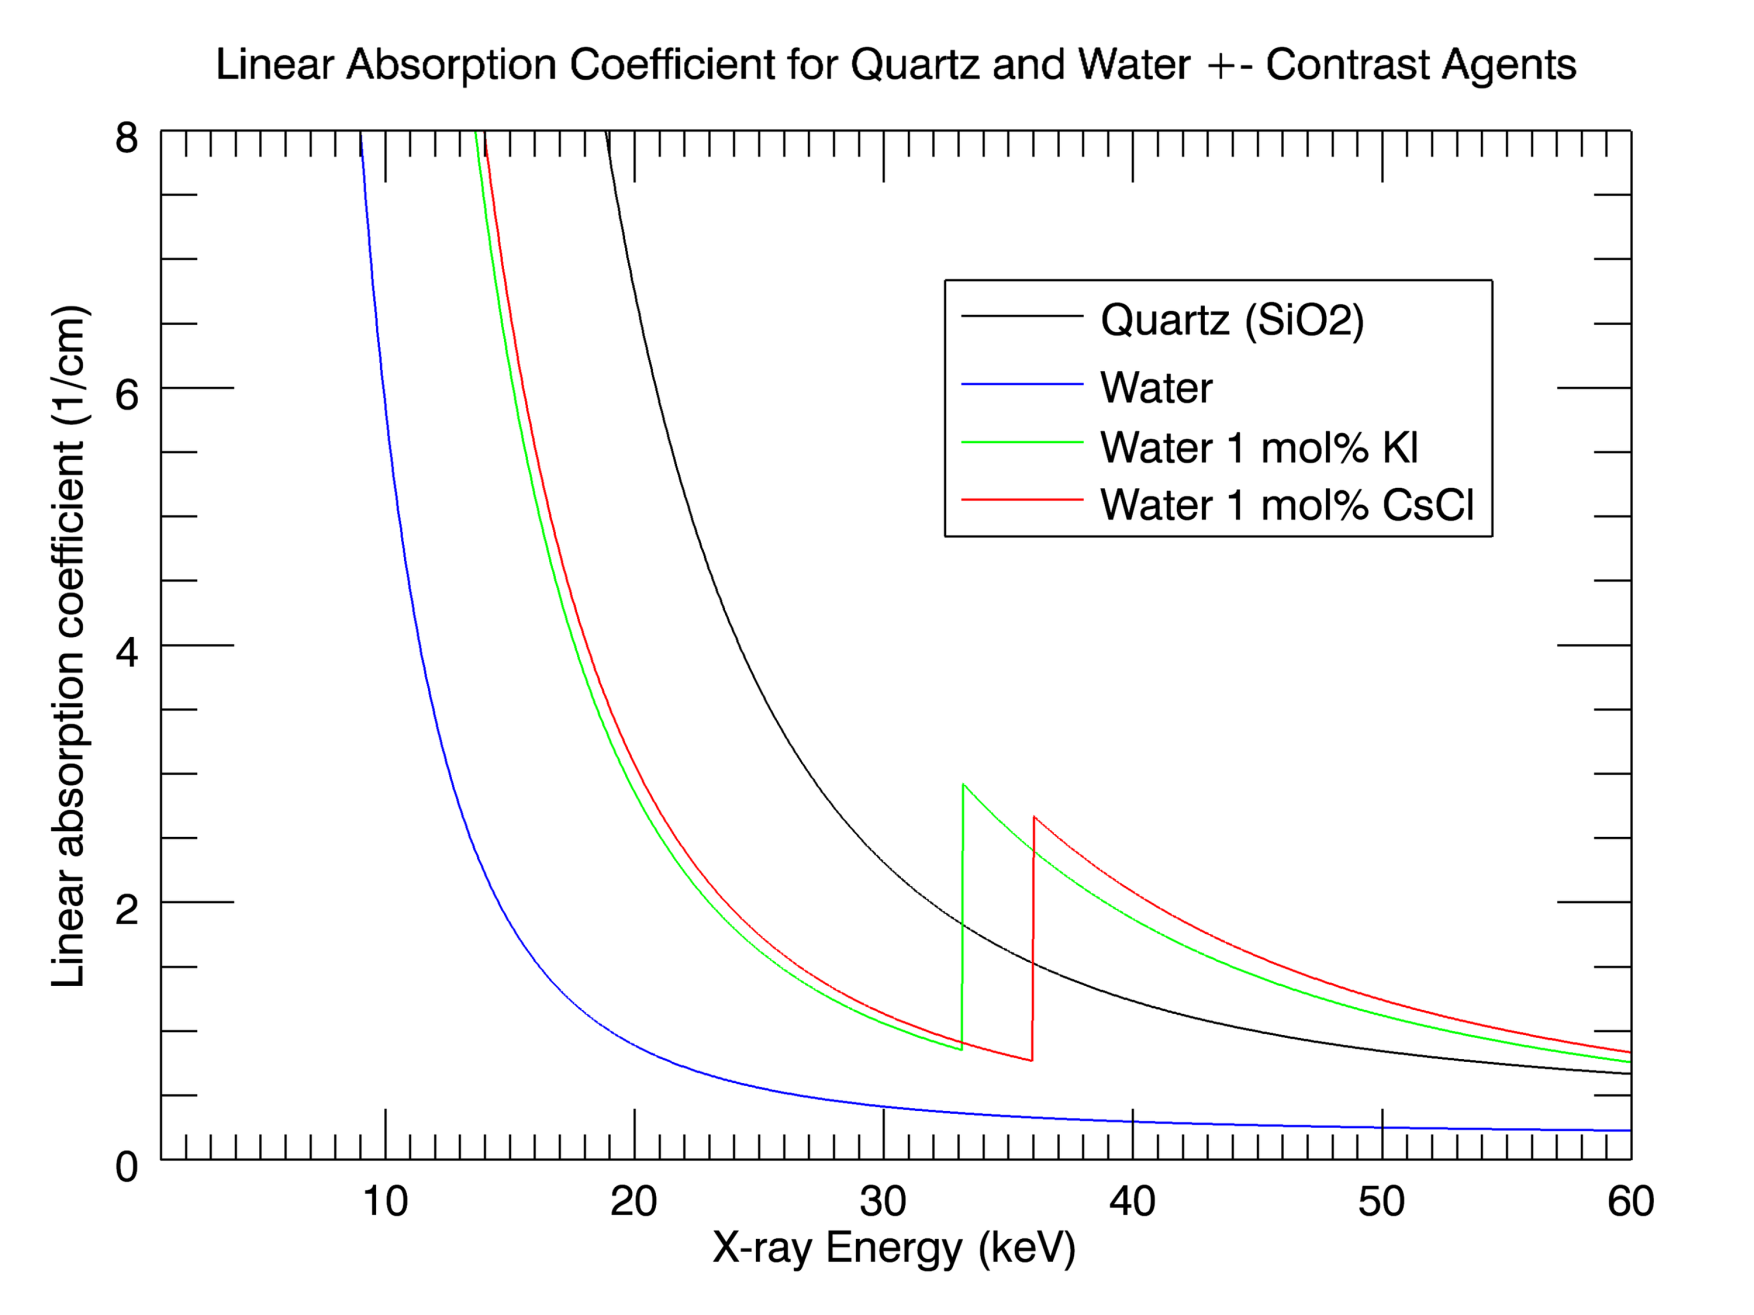 Linear Absorption Coefficient for Quartz and Water +- Contrast Agents
8
6
4
2
0
Linear absorption coefficient (1/cm)
Quartz (SiO2)
Water
Water 1 mol% KI
Water 1 mol% CsCl
10 20 30 40 50 60
X-ray Energy (keV)